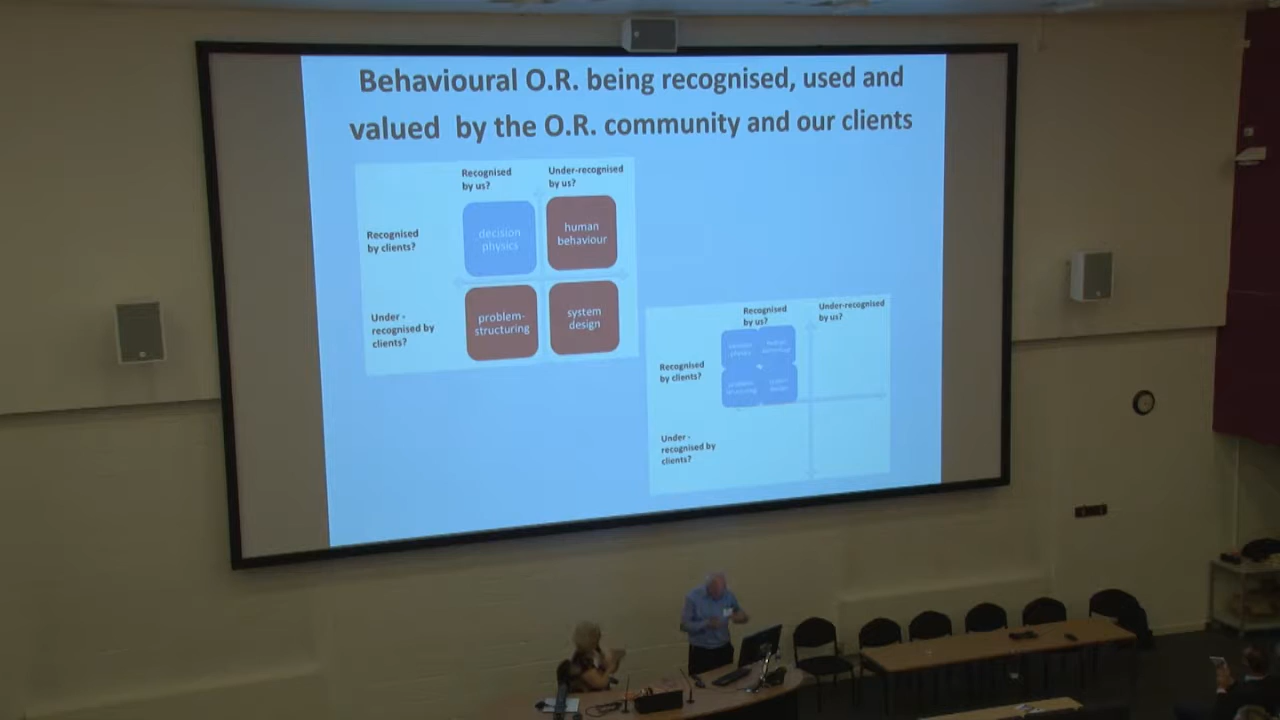 Behavioural O.R. being recognised, used and
valued by the O.R. community and our clients
Recognised
by us?
Under-recognised
by us?
Recognised
by clients?
decision
physics
human
behaviour
Under -
recognised by
clients?
problem-
structuring
system
design
Recognised
by us?
Under-recognised
by us?
Recognised
by clients?
Under -
recognised by
clients?